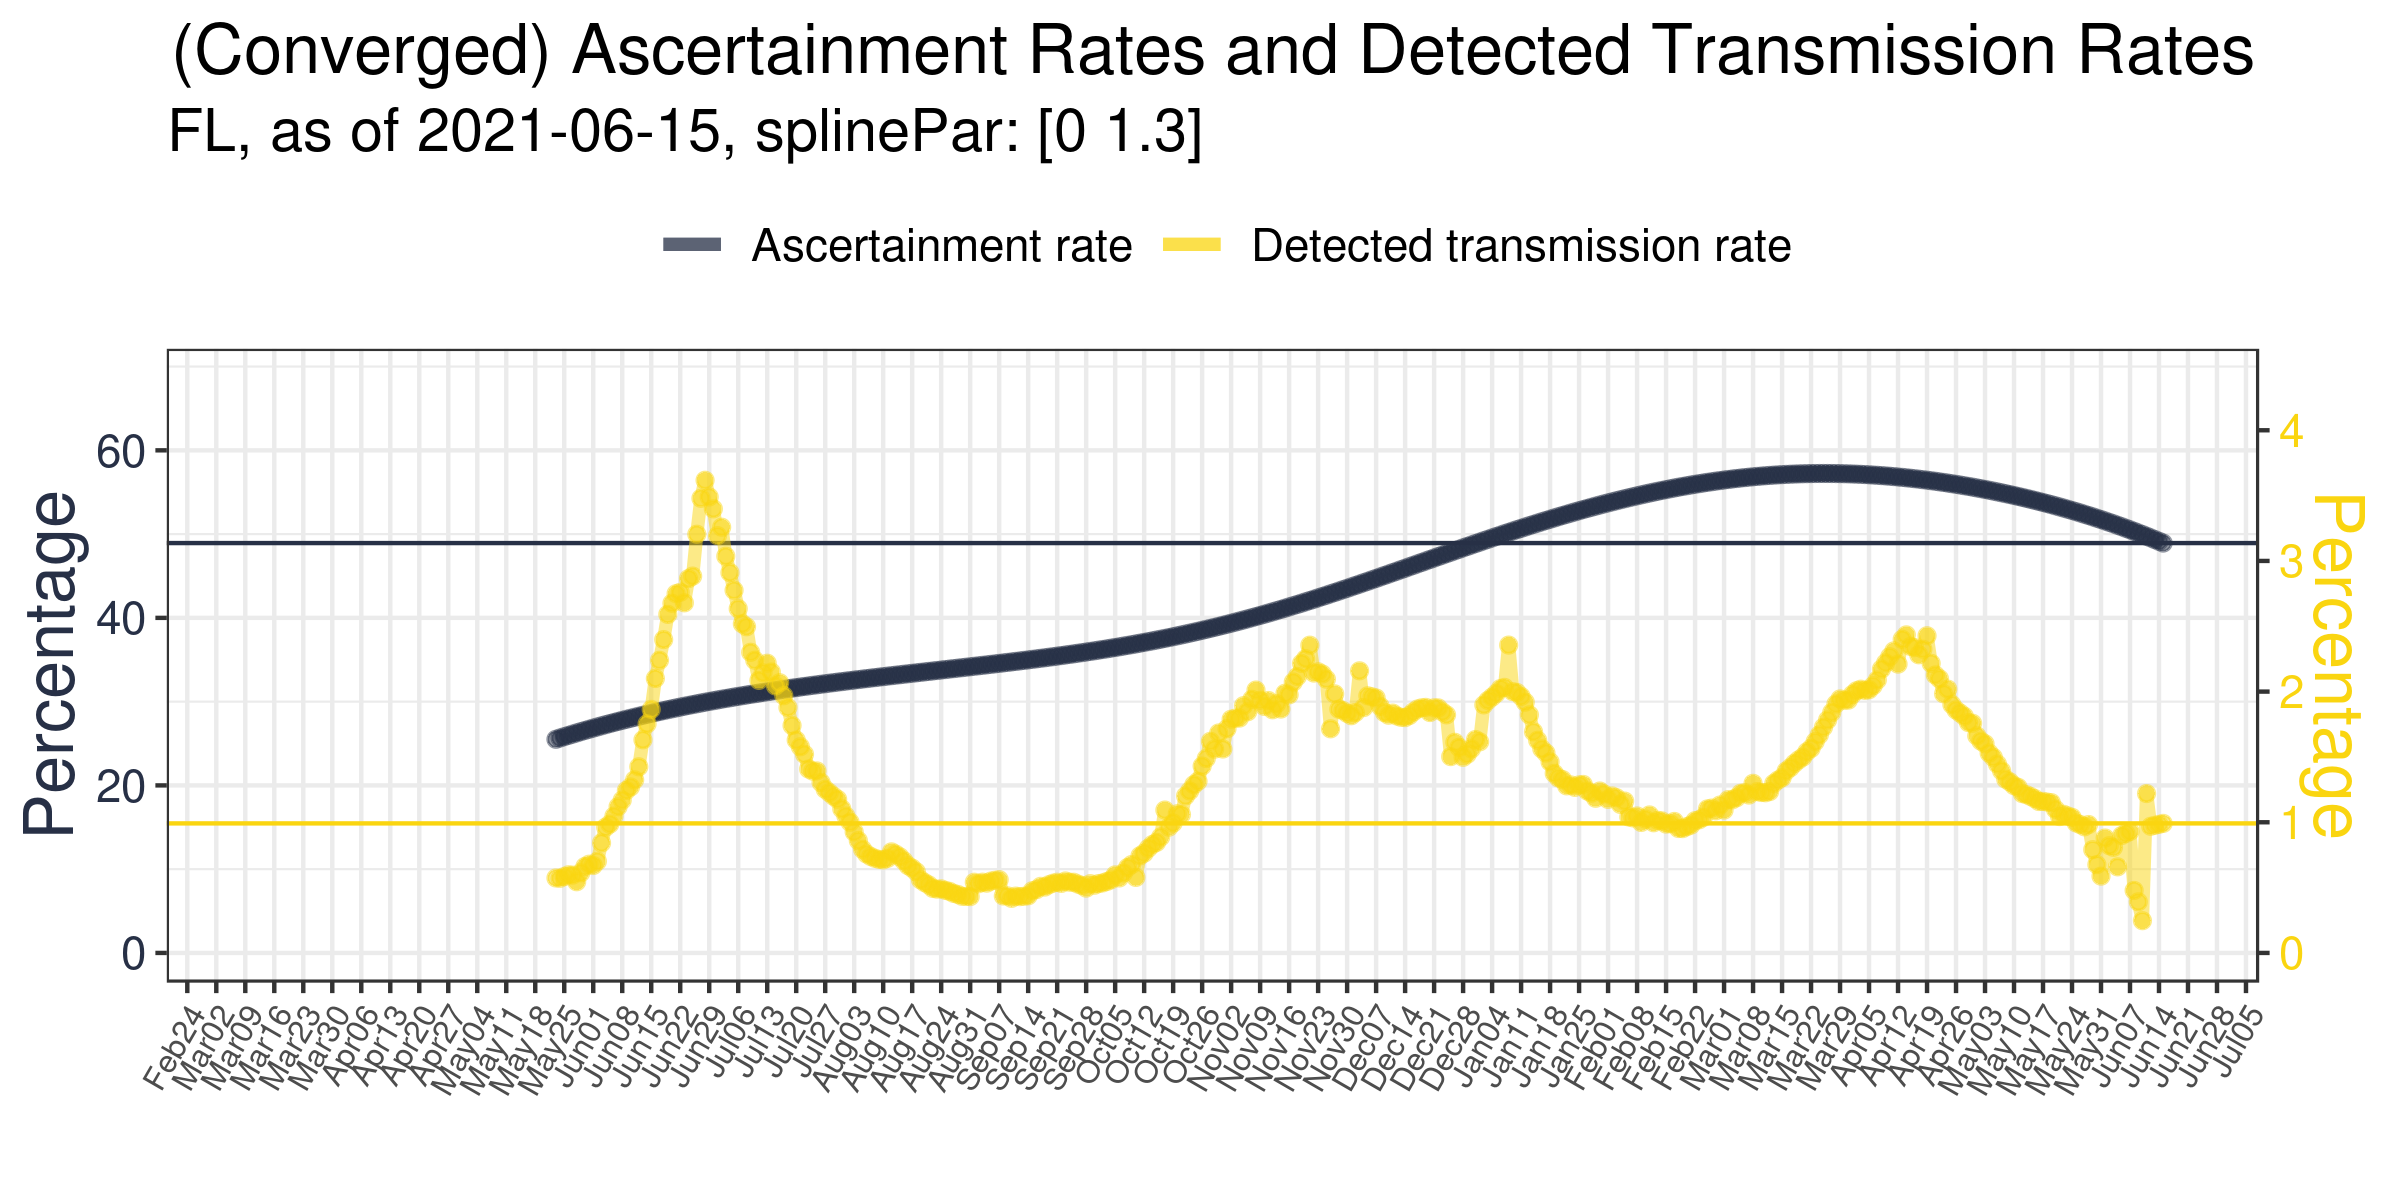 (Converged) Ascertainment Rates and Detected Transmission Rates
FL, as of 2021-06-15, splinePar: [0 1.3]
Ascertainment rate Detected transmission rate
Percentage
60
40
20
0
4
3
2
1
0
Percentage
Feb24 Mar02 Mar09 Mar16 Mar23 Mar30 Apr06 Apr13 Apr20 Apr27 May04 May11 May18 May25 Jun01 Jun08 Jun15 Jun22 Jun29 Jul06 Jul13 Jul20 Jul27 Aug03 Aug10 Aug17 Aug24 Aug31 Sep07 Sep14 Sep21 Sep28 Oct05 Oct12 Oct19 Oct26 Nov02 Nov09 Nov16 Nov23 Nov30 Dec07 Dec14 Dec21 Dec28 Jan04 Jan11 Jan18 Jan25 Feb01 Feb08 Feb15 Feb22 Mar01 Mar08 Mar15 Mar22 Mar29 Apr05 Apr12 Apr19 Apr26 May03 May10 May17 May24 May31 Jun07 Jun14 Jun21 Jun28 Jul05